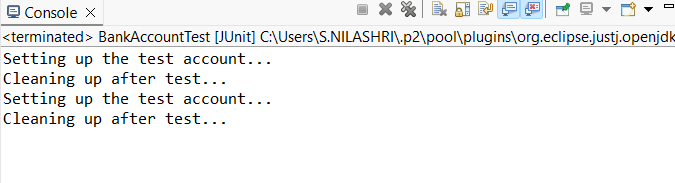 Console
<terminated> BankAccountTest [JUnit] C:\Users\S.NILASHRI\.p2\pool\plugins\org.eclipse.justj.openjdk
Setting up the test account...
Cleaning up after test...
Setting up the test account...
Cleaning up after test...